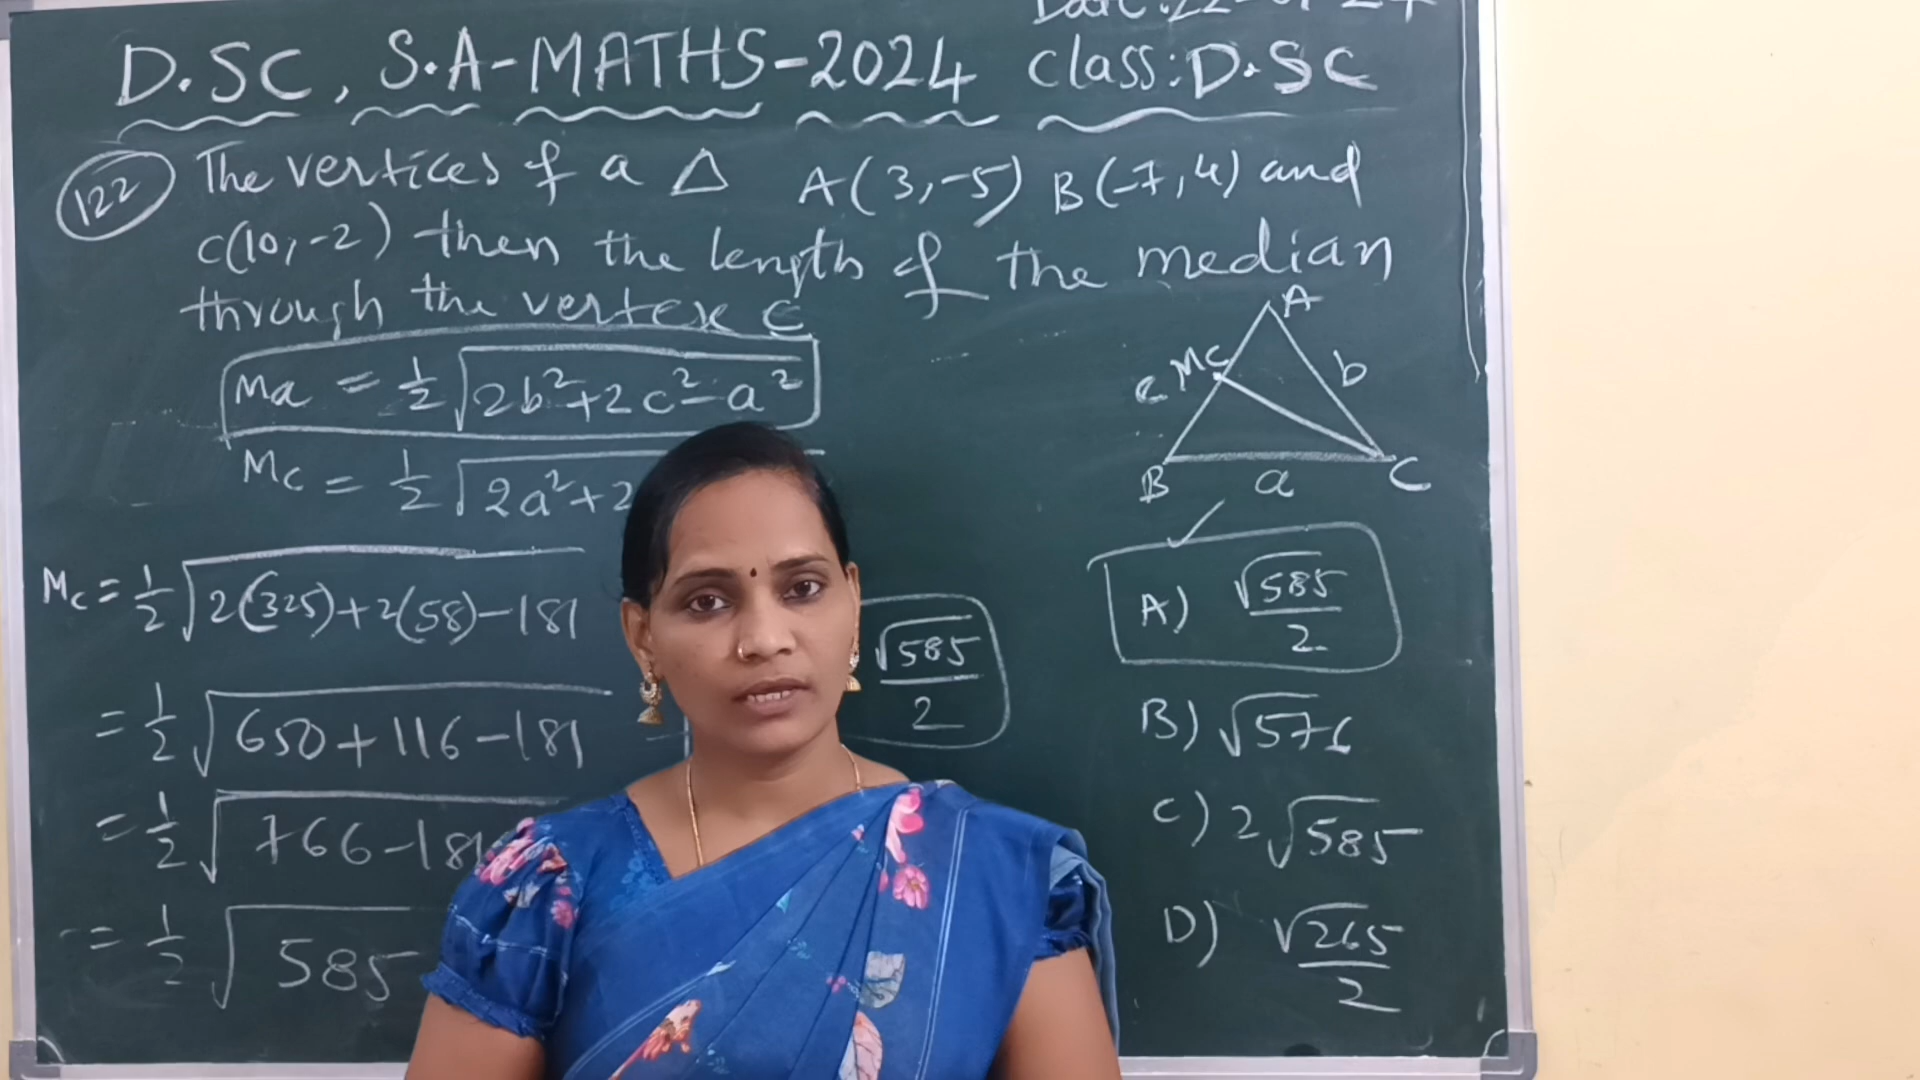 D.SC, S.A-MATHS-2024 class: D.SC
122 The vertices of a △ A(3,-5) B(-7,4) and
C(10,-2) then the length of the median
through the vertex C
Ma = 1/2 √(2b²+2c²-a²)
Mc = 1/2 √(2a²+2
Mc = 1/2 √(2(325)+2(58)-181
= 1/2 √(650+116-181
= 1/2 √(766-181
= 1/2 √585
√585/2
A
Mc
c
b
B
a
C
A) √585/2
B) √576
C) 2√585
D) √265/2